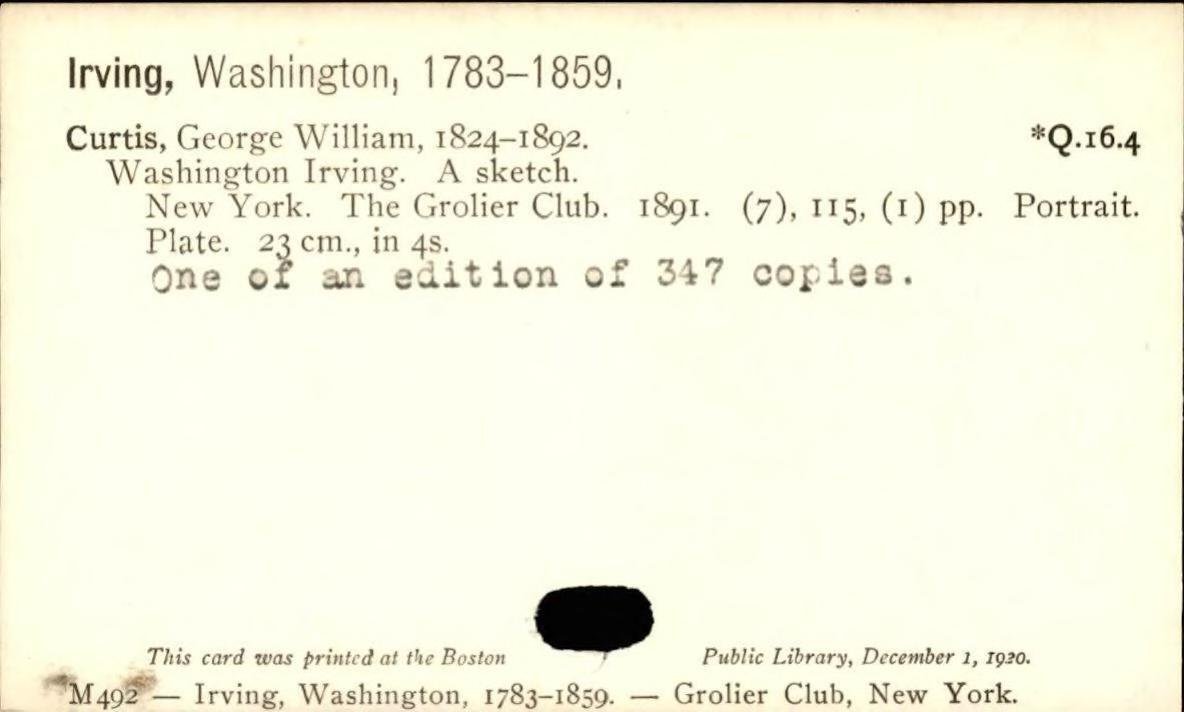 Irving, Washington, 1783–1859.
Curtis, George William, 1824–1892. *Q.16.4
Washington Irving. A sketch.
New York. The Grolier Club. 1891. (7), 115, (1) pp. Portrait.
Plate. 23 cm., in 4s.
One of an edition of 347 copies.
This card was printed at the Boston Public Library, December 1, 1920.
M492 — Irving, Washington, 1783–1859. — Grolier Club, New York.